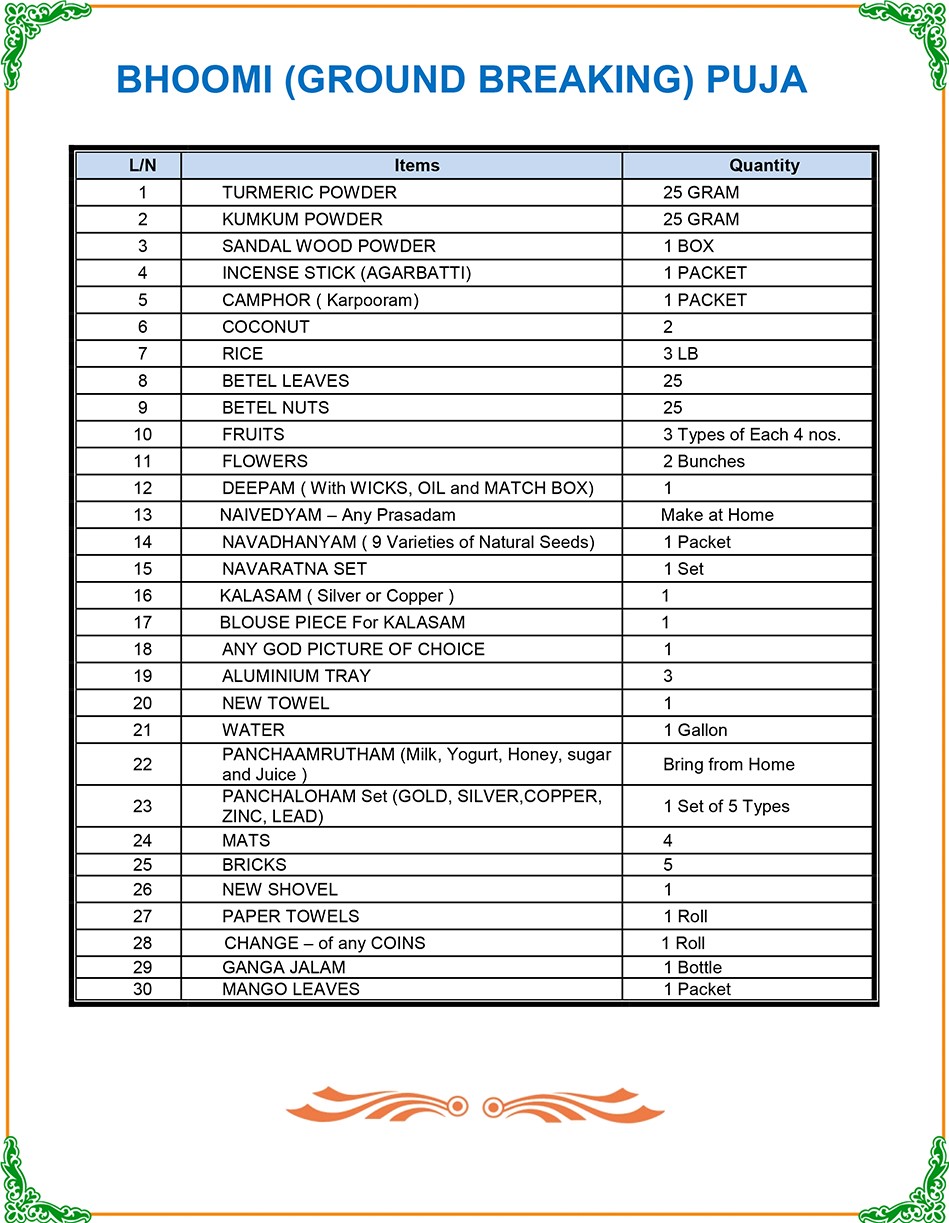 BHOOMI (GROUND BREAKING) PUJA
L/N Items Quantity
1 TURMERIC POWDER 25 GRAM
2 KUMKUM POWDER 25 GRAM
3 SANDAL WOOD POWDER 1 BOX
4 INCENSE STICK (AGARBATTI) 1 PACKET
5 CAMPHOR ( Karpooram) 1 PACKET
6 COCONUT 2
7 RICE 3 LB
8 BETEL LEAVES 25
9 BETEL NUTS 25
10 FRUITS 3 Types of Each 4 nos.
11 FLOWERS 2 Bunches
12 DEEPAM ( With WICKS, OIL and MATCH BOX) 1
13 NAIVEDYAM – Any Prasadam Make at Home
14 NAVADHANYAM ( 9 Varieties of Natural Seeds) 1 Packet
15 NAVARATNA SET 1 Set
16 KALASAM ( Silver or Copper ) 1
17 BLOUSE PIECE For KALASAM 1
18 ANY GOD PICTURE OF CHOICE 1
19 ALUMINIUM TRAY 3
20 NEW TOWEL 1
21 WATER 1 Gallon
22 PANCHAAMRUTHAM (Milk, Yogurt, Honey, sugar
and Juice ) Bring from Home
23 PANCHALOHAM Set (GOLD, SILVER,COPPER,
ZINC, LEAD) 1 Set of 5 Types
24 MATS 4
25 BRICKS 5
26 NEW SHOVEL 1
27 PAPER TOWELS 1 Roll
28 CHANGE – of any COINS 1 Roll
29 GANGA JALAM 1 Bottle
30 MANGO LEAVES 1 Packet